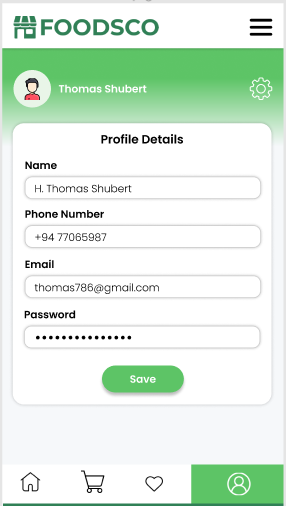 FOODSCO
Thomas Shubert
Profile Details
Name
H. Thomas Shubert
Phone Number
+94 77065987
Email
thomas786@gmail.com
Password
•••••••••••••••
Save